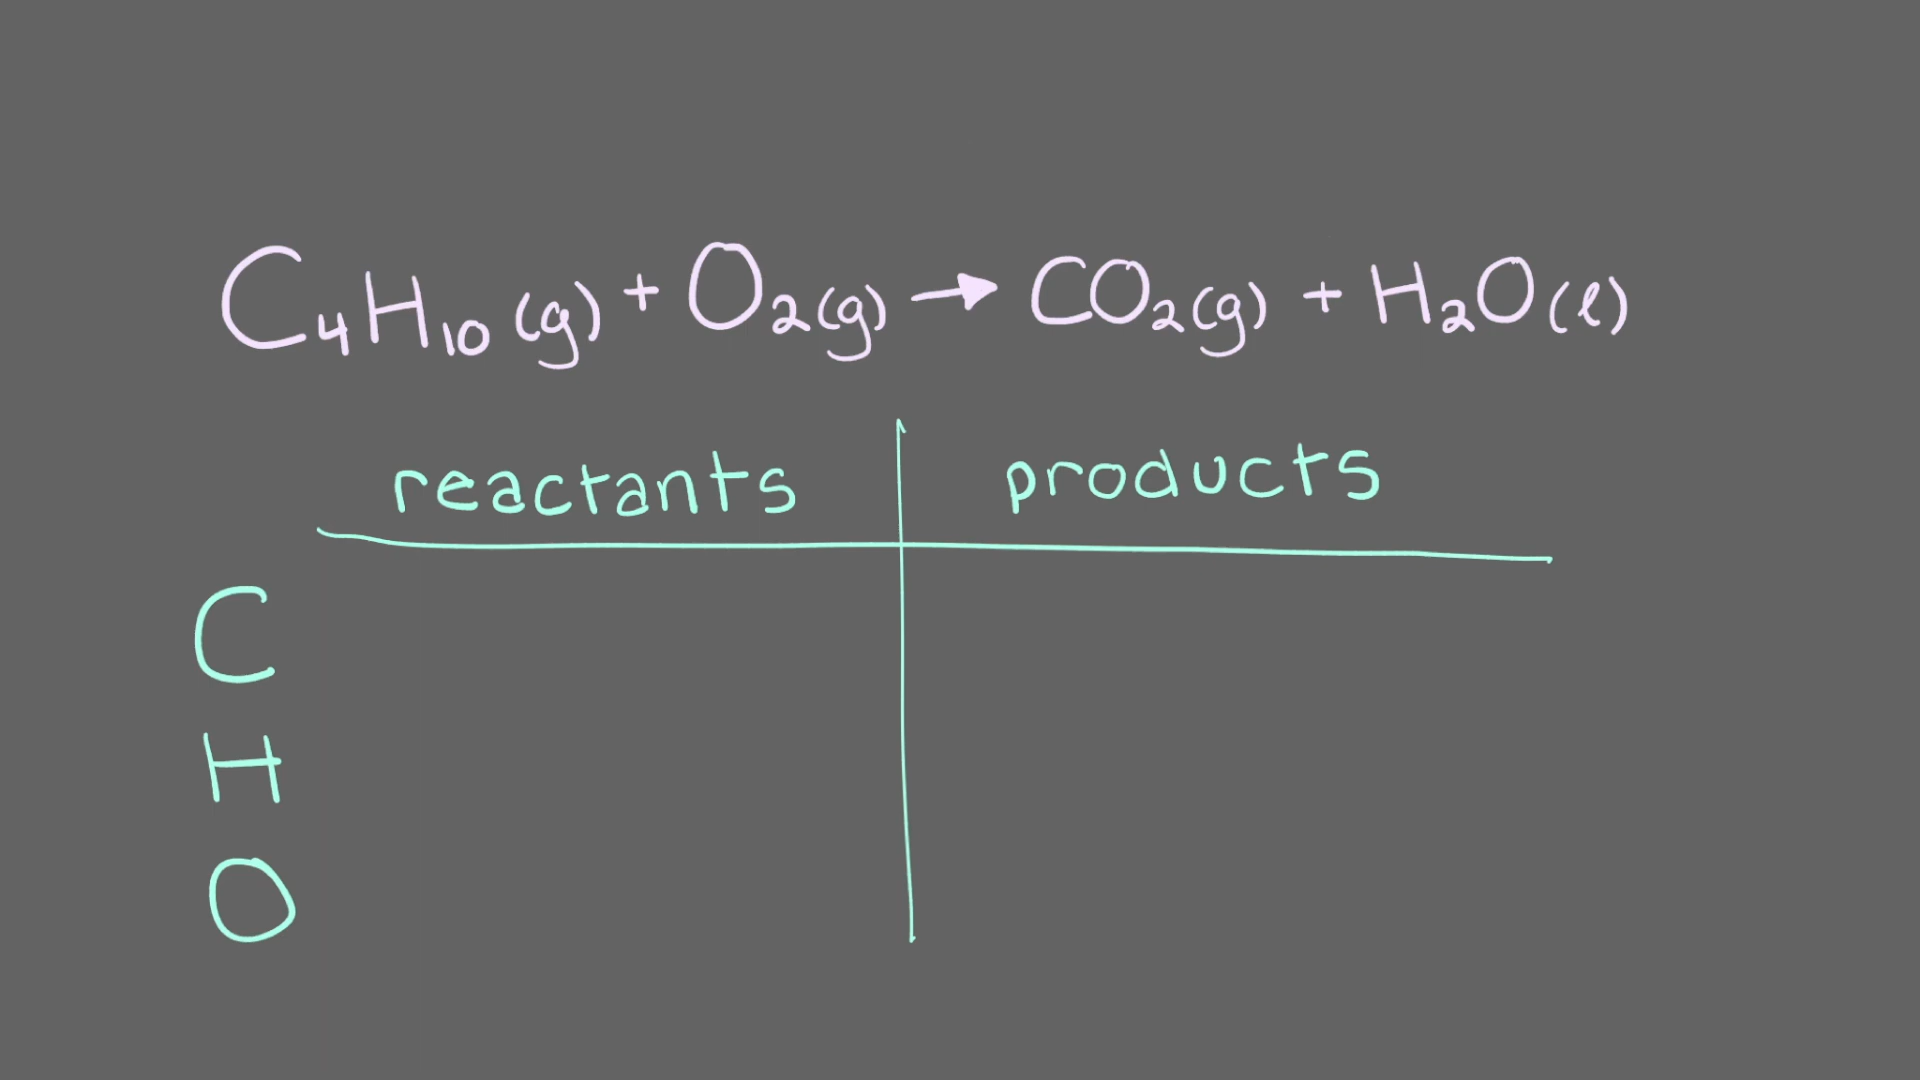 C₄H₁₀(g) + O₂(g) → CO₂(g) + H₂O(l)
reactants products
C
H
O